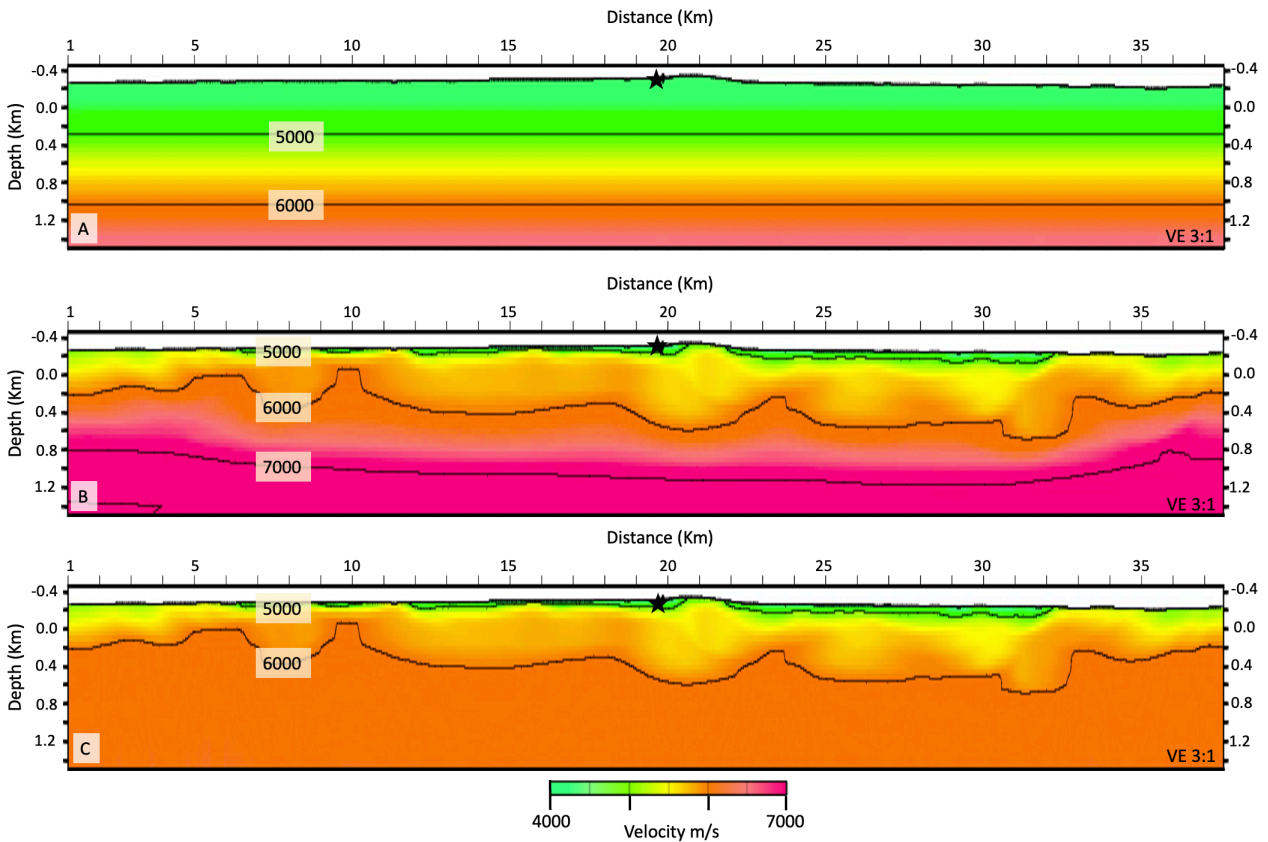 Distance (Km)
1 5 10 15 20 25 30 35
-0.4 -0.4
0.0 0.0
0.4 0.4
0.8 0.8
1.2 1.2
Depth (Km)
5000
6000
A
VE 3:1
Distance (Km)
1 5 10 15 20 25 30 35
-0.4 -0.4
0.0 0.0
0.4 0.4
0.8 0.8
1.2 1.2
Depth (Km)
5000
6000
7000
B
VE 3:1
Distance (Km)
1 5 10 15 20 25 30 35
-0.4 -0.4
0.0 0.0
0.4 0.4
0.8 0.8
1.2 1.2
Depth (Km)
5000
6000
C
VE 3:1
4000 7000
Velocity m/s